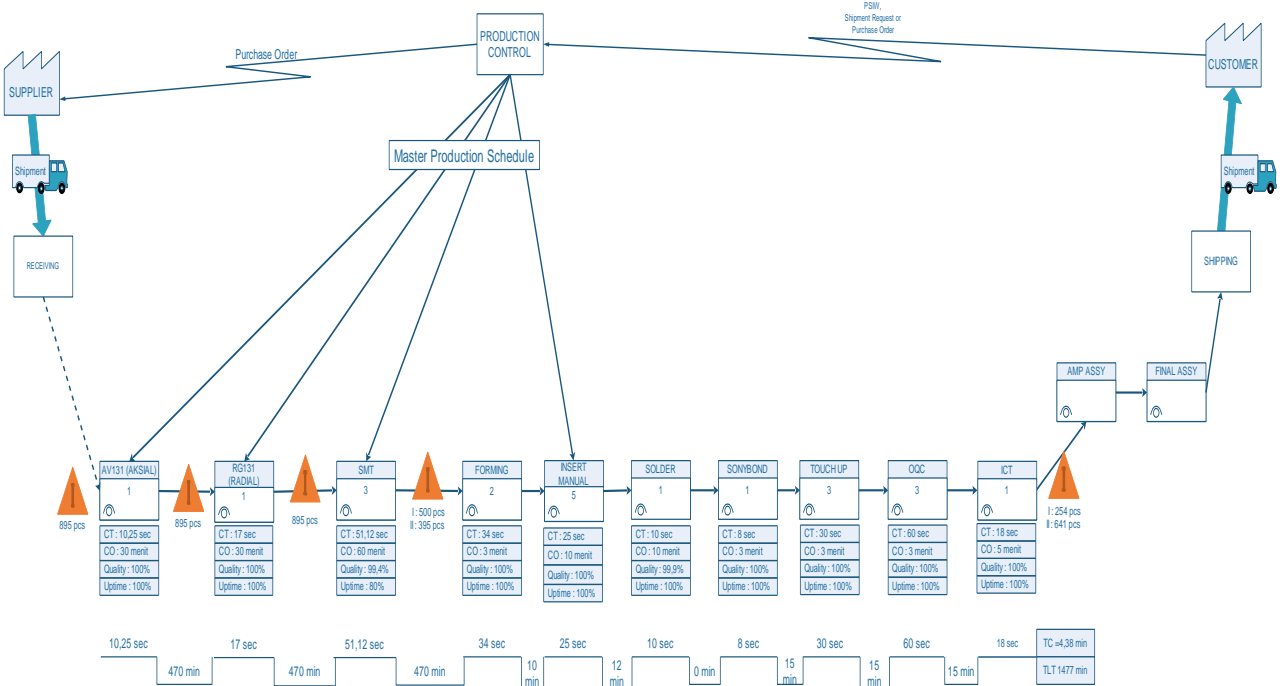 PSIW,
Shipment Request or
Purchase Order
PRODUCTION
CONTROL
Purchase Order
SUPPLIER
CUSTOMER
Master Production Schedule
Shipment
Shipment
RECEIVING
SHIPPING
AMP ASSY
FINAL ASSY
895 pcs
AV131 (AKSIAL)
1
CT : 10,25 sec
CO : 30 menit
Quality : 100%
Uptime : 100%
895 pcs
RG131
(RADIAL)
1
CT : 17 sec
CO : 30 menit
Quality : 100%
Uptime : 100%
895 pcs
SMT
3
CT : 51,12 sec
CO : 60 menit
Quality : 99,4%
Uptime : 80%
I : 500 pcs
II : 395 pcs
FORMING
2
CT : 34 sec
CO : 3 menit
Quality : 100%
Uptime : 100%
INSERT
MANUAL
5
CT : 25 sec
CO : 10 menit
Quality : 100%
Uptime : 100%
SOLDER
1
CT : 10 sec
CO : 10 menit
Quality : 99,9%
Uptime : 100%
SONYBOND
1
CT : 8 sec
CO : 3 menit
Quality : 100%
Uptime : 100%
TOUCH UP
3
CT : 30 sec
CO : 3 menit
Quality : 100%
Uptime : 100%
OQC
3
CT : 60 sec
CO : 3 menit
Quality : 100%
Uptime : 100%
ICT
1
CT : 18 sec
CO : 5 menit
Quality : 100%
Uptime : 100%
I : 254 pcs
II : 641 pcs
10,25 sec
470 min
17 sec
470 min
51,12 sec
470 min
34 sec
10
min
25 sec
12
min
10 sec
0 min
8 sec
15
min
30 sec
15
min
60 sec
15 min
18 sec
TC =4,38 min
TLT 1477 min